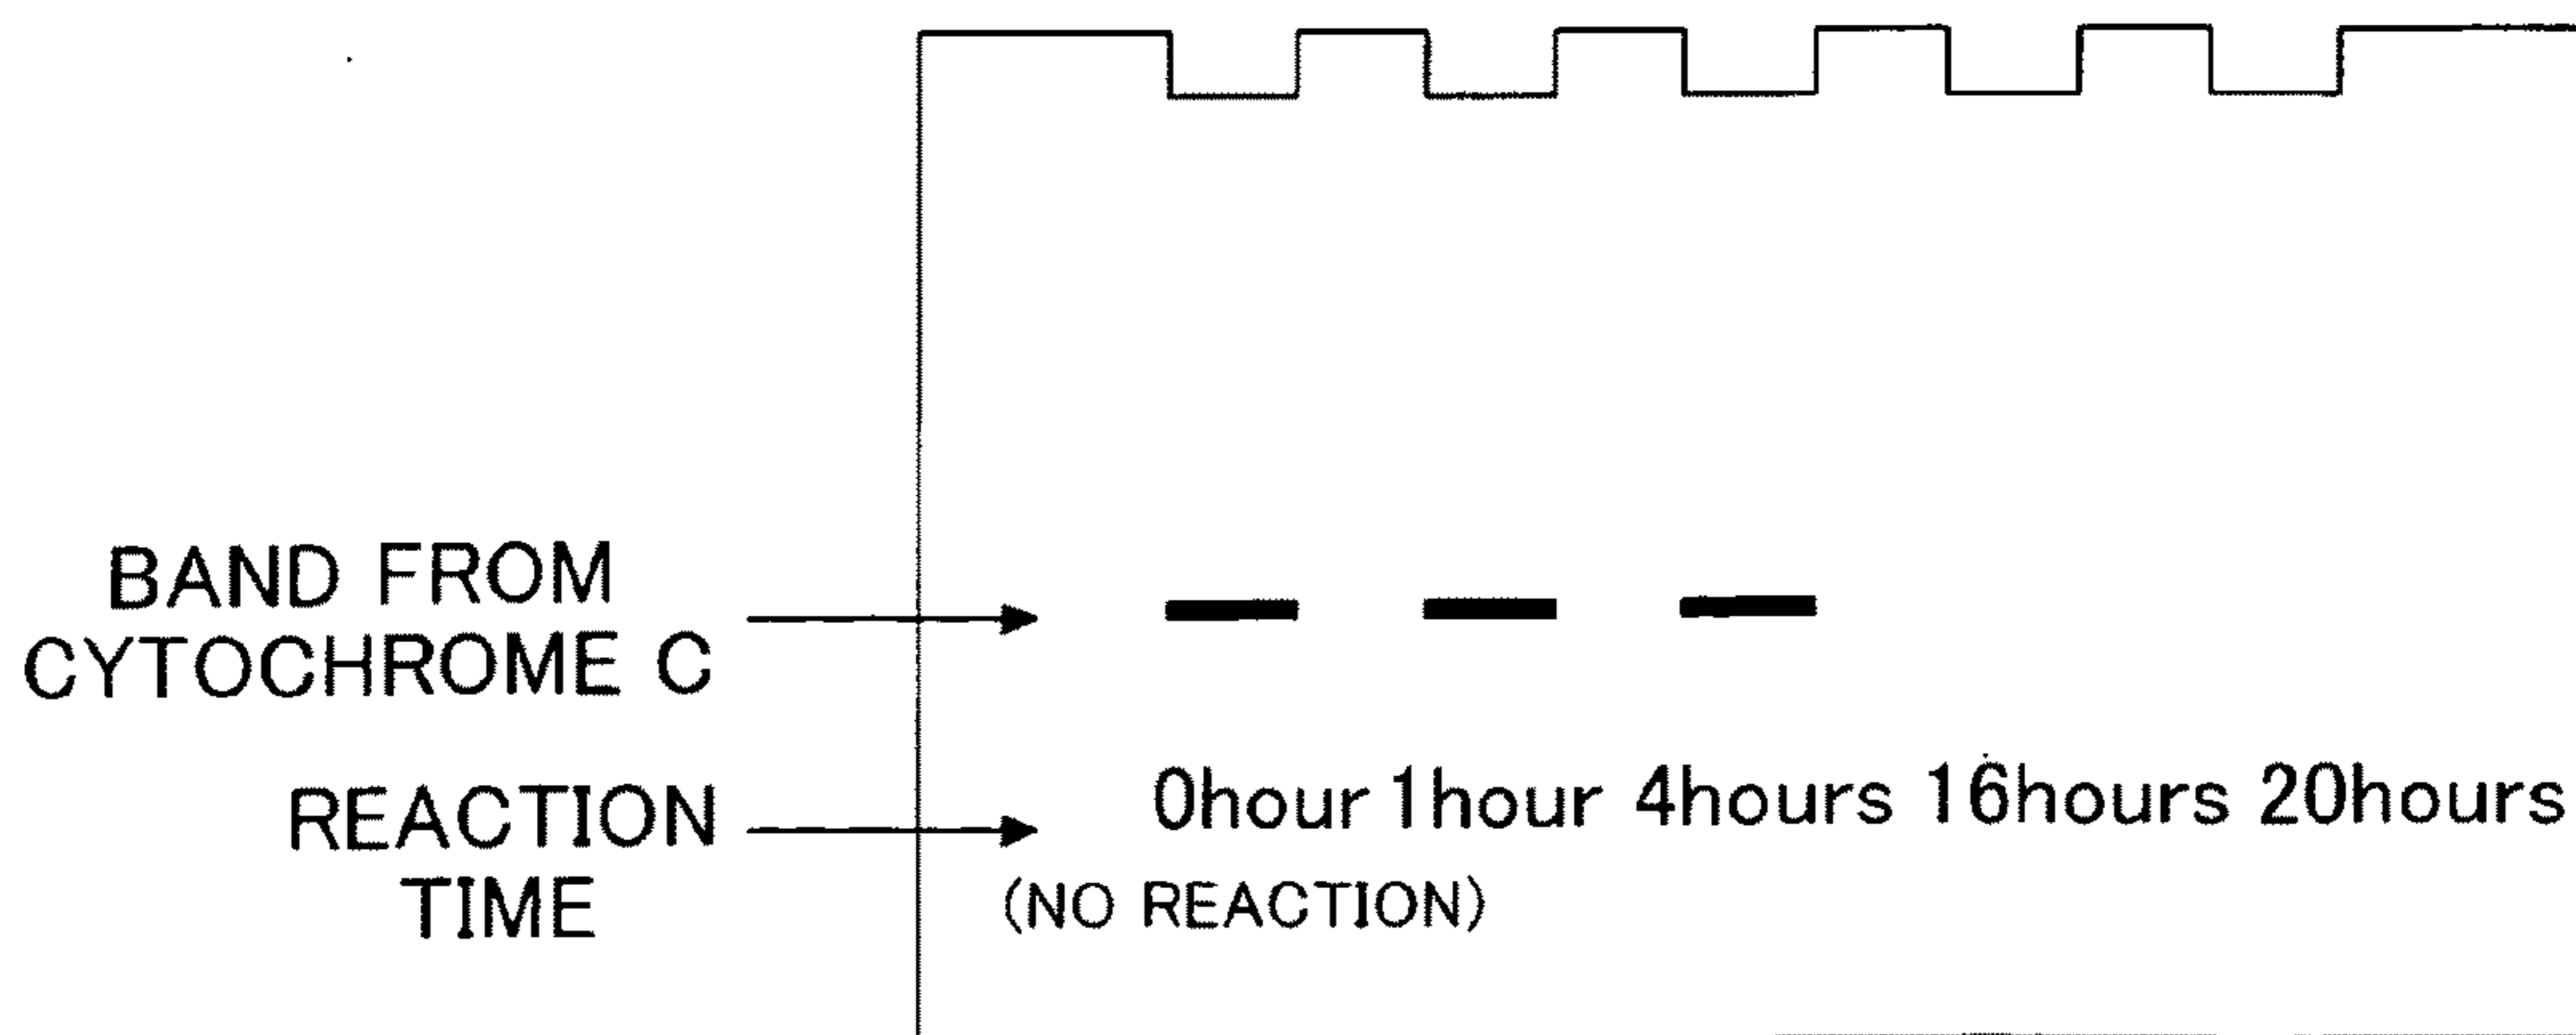 BAND FROM
CYTOCHROME C
REACTION
TIME
0hour 1hour 4hours 16hours 20hours
(NO REACTION)